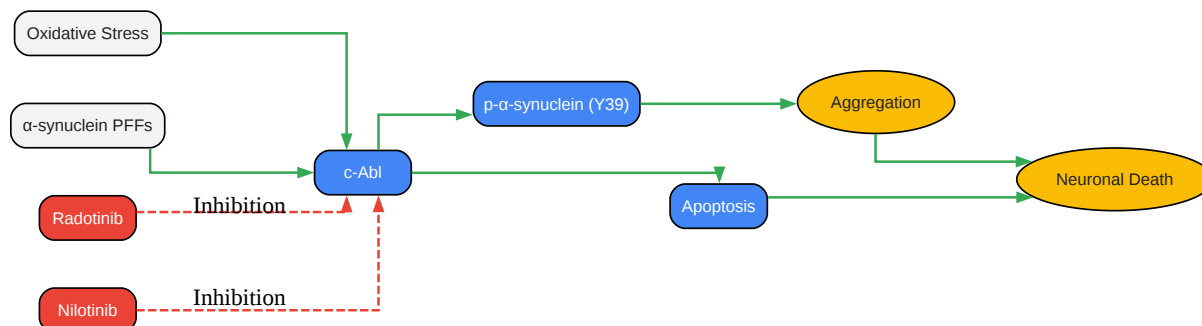 Oxidative Stress
α-synuclein PFFs
Radotinib
Inhibition
Nilotinib
Inhibition
c-Abl
p-α-synuclein (Y39)
Apoptosis
Aggregation
Neuronal Death